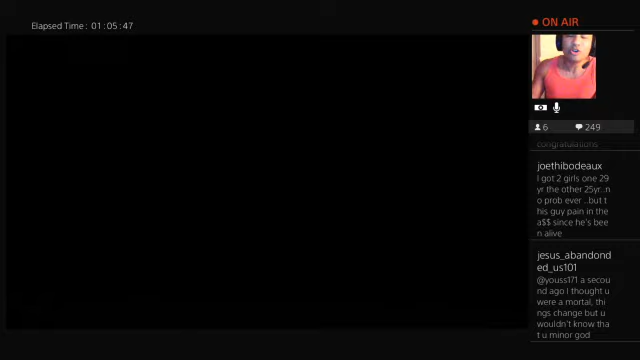 Elapsed Time : 01:05:47
ON AIR
6 249
congratulations
joethibodeaux
I got 2 girls one 29
yr the other 25yr..n
o prob ever ..but t
his guy pain in the
a$$ since he's bee
n alive
jesus_abandond
ed_us101
@youss171 a secou
nd ago I thought u
were a mortal, thi
ngs change but u
wouldn't know tha
t u minor god